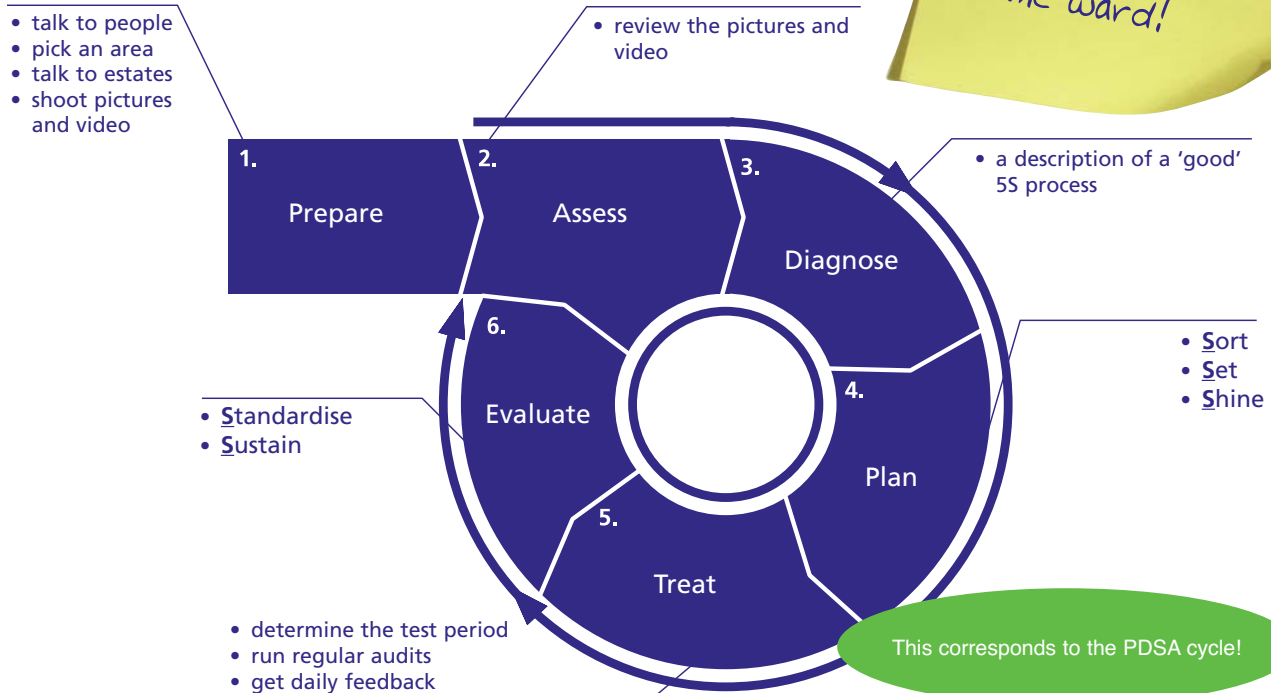 • talk to people
• pick an area
• talk to estates
• shoot pictures
and video
• review the pictures and
video
ward!
1.
Prepare
2.
Assess
3.
Diagnose
• a description of a 'good'
5S process
4.
Plan
• Sort
• Set
• Shine
5.
Treat
• determine the test period
• run regular audits
• get daily feedback
6.
Evaluate
• Standardise
• Sustain
This corresponds to the PDSA cycle!